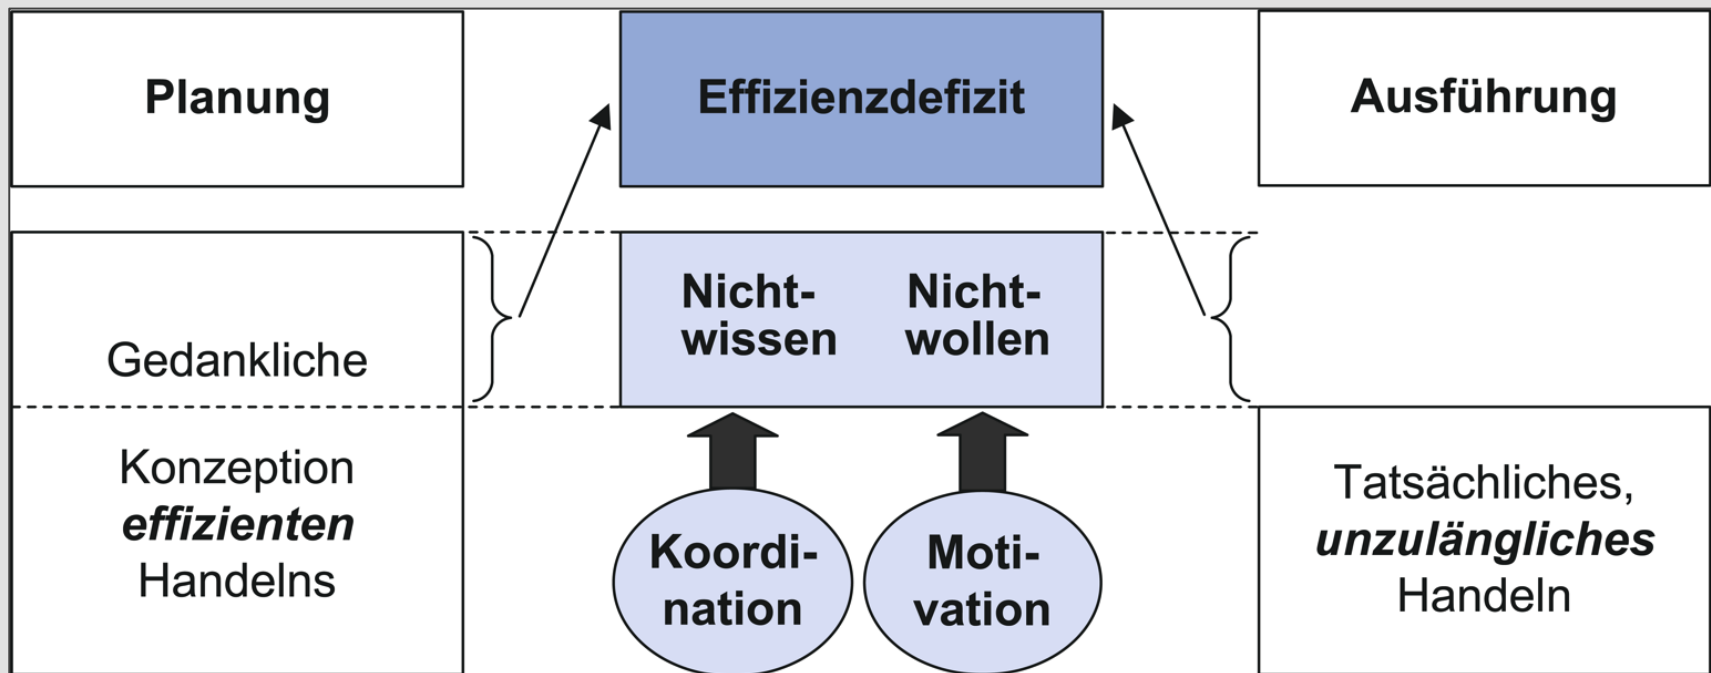 Planung
Effizienzdefizit
Ausführung
Gedankliche
Konzeption
effizienten
Handelns
Nicht-
wissen
Nicht-
wollen
Koordi-
nation
Moti-
vation
Tatsächliches,
unzulängliches
Handeln